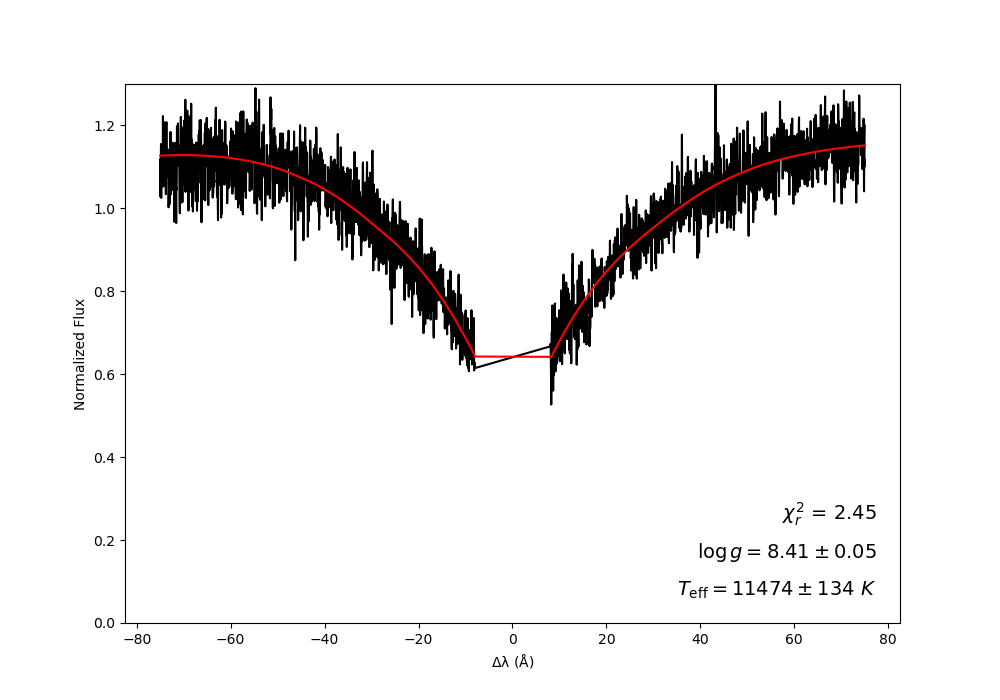 1.2
1.0
0.8
0.6
0.4
0.2
0.0
Normalized Flux
χ²ᵣ = 2.45
log g = 8.41 ± 0.05
T_eff = 11474 ± 134 K
−80 −60 −40 −20 0 20 40 60 80
Δλ (Å)